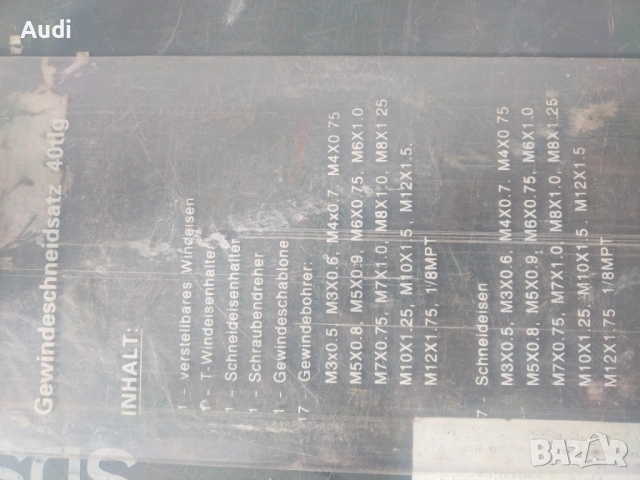 Audi
Gewindeschneidsatz 40tlg
INHALT:
1 - verstellbares Windeisen
T-Windeisenhalter
1 - Schneideisenhalter
1 - Schraubendreher
1 - Gewindeschablone
17 - Gewindebohrer:
M3x0.5, M3X0.6, M4x0.7, M4X0 75
M5X0.8, M5X0.9, M6X0.75, M6X1.0
M7X0.75, M7X1.0, M8X1.0, M8X1 25
M10X1.25, M10X1.5, M12X1.5,
M12X1.75, 1/8MPT
7 - Schneideisen
M3X0.5, M3X0.6, M4X0.7, M4X0 75
M5X0.8, M5X0.9, M6X0.75, M6X1.0
M7X0.75, M7X1.0, M8X1.0, M8X1.25
M10X1.25, M10X1.5, M12X1.5
M12X1.75 1/8MPT
BAZAR